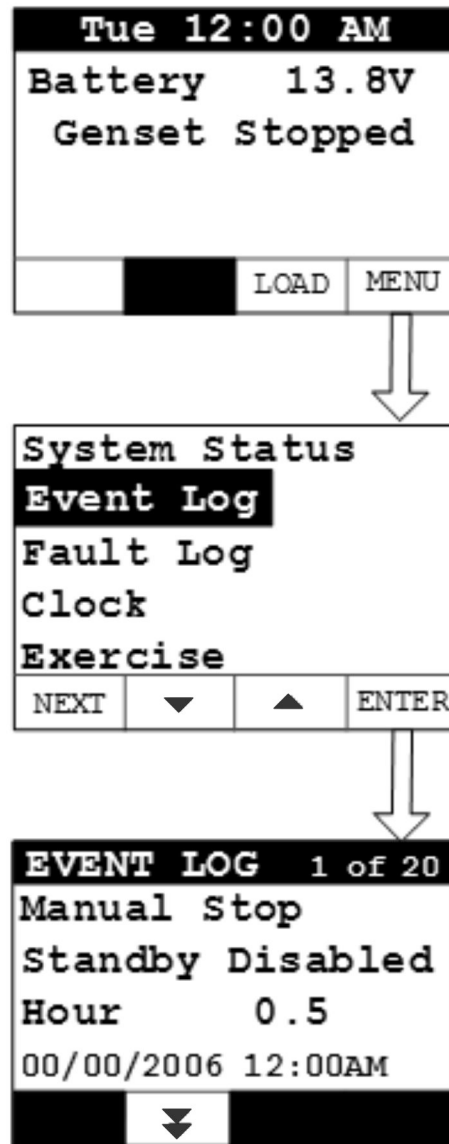 Tue 12:00 AM
Battery 13.8V
Genset Stopped
LOAD MENU
System Status
Event Log
Fault Log
Clock
Exercise
NEXT ▼ ▲ ENTER
EVENT LOG 1 of 20
Manual Stop
Standby Disabled
Hour 0.5
00/00/2006 12:00AM